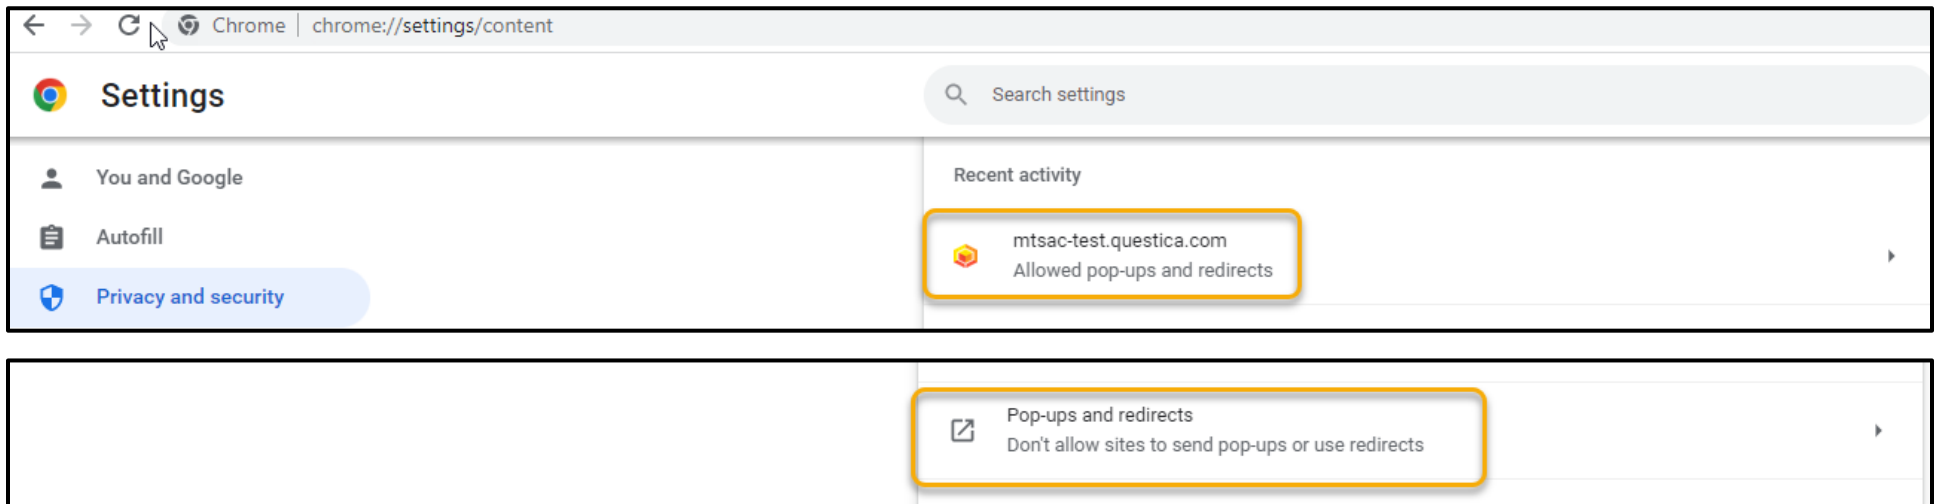 Chrome | chrome://settings/content
Settings
Search settings
You and Google
Autofill
Privacy and security
Recent activity
mtsac-test.questica.com
Allowed pop-ups and redirects
Pop-ups and redirects
Don't allow sites to send pop-ups or use redirects